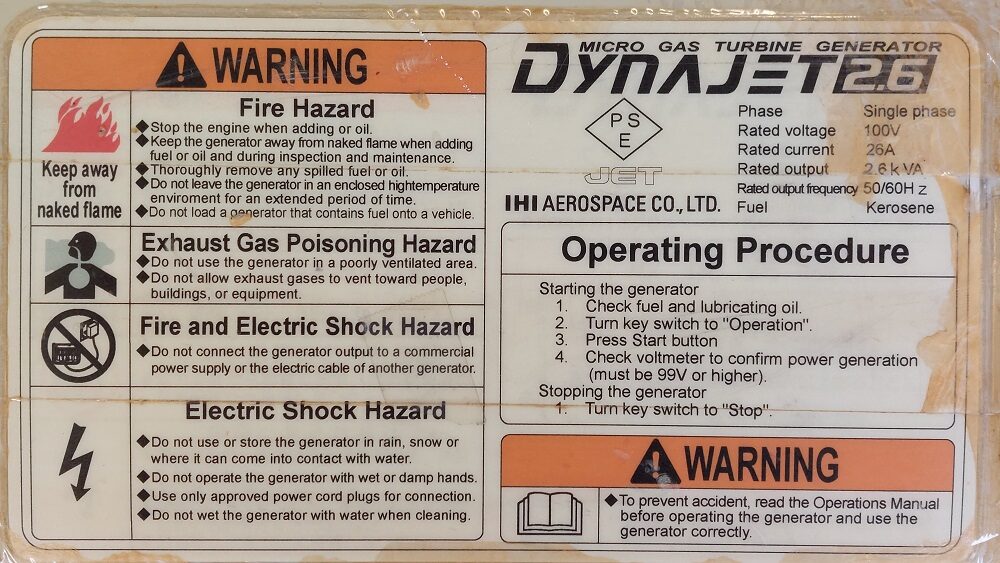 WARNING
Fire Hazard
◆Stop the engine when adding or oil.
◆Keep the generator away from naked flame when adding
fuel or oil and during inspection and maintenance.
◆Thoroughly remove any spilled fuel or oil.
◆Do not leave the generator in an enclosed hightemperature
enviroment for an extended period of time.
◆Do not load a generator that contains fuel onto a vehicle.
Keep away
from
naked flame
Exhaust Gas Poisoning Hazard
◆Do not use the generator in a poorly ventilated area.
◆Do not allow exhaust gases to vent toward people,
buildings, or equipment.
Fire and Electric Shock Hazard
◆Do not connect the generator output to a commercial
power supply or the electric cable of another generator.
Electric Shock Hazard
◆Do not use or store the generator in rain, snow or
where it can come into contact with water.
◆Do not operate the generator with wet or damp hands.
◆Use only approved power cord plugs for connection.
◆Do not wet the generator with water when cleaning.
MICRO GAS TURBINE GENERATOR
DYNAJET 2.6
P S
E
JET
IHI AEROSPACE CO., LTD.
Phase Single phase
Rated voltage 100V
Rated current 26A
Rated output 2.6 k VA
Rated output frequency 50/60H z
Fuel Kerosene
Operating Procedure
Starting the generator
1. Check fuel and lubricating oil.
2. Turn key switch to "Operation".
3. Press Start button
4. Check voltmeter to confirm power generation
(must be 99V or higher).
Stopping the generator
1. Turn key switch to "Stop".
WARNING
◆To prevent accident, read the Operations Manual
before operating the generator and use the
generator correctly.